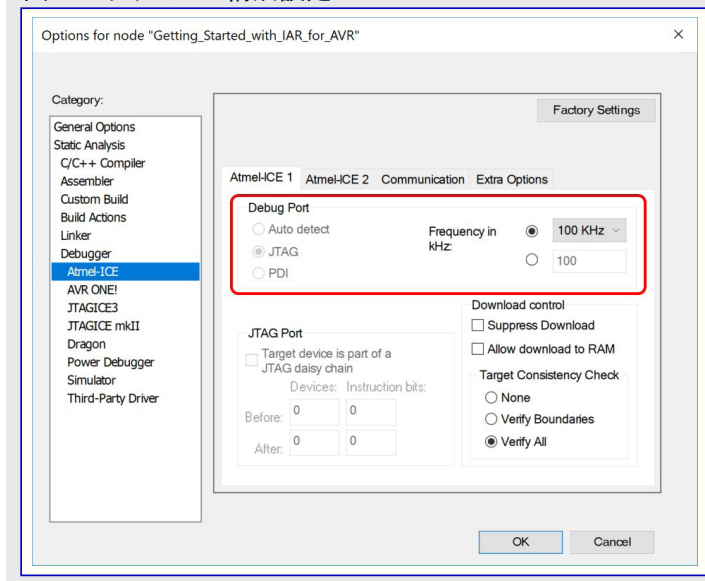 Options for node "Getting_Started_with_IAR_for_AVR"
Category:
Factory Settings
General Options
Static Analysis
C/C++ Compiler
Assembler
Custom Build
Build Actions
Linker
Debugger
Atmel-ICE
AVR ONE!
JTAGICE3
JTAGICE mkII
Dragon
Power Debugger
Simulator
Third-Party Driver
Atmel-ICE 1 Atmel-ICE 2 Communication Extra Options
Debug Port
Auto detect
JTAG
PDI
Frequency in
kHz:
100 KHz
100
JTAG Port
Target device is part of a
JTAG daisy chain
Devices: Instruction bits:
Before: 0 0
After: 0 0
Download control
Suppress Download
Allow download to RAM
Target Consistency Check
None
Verify Boundaries
Verify All
OK Cancel